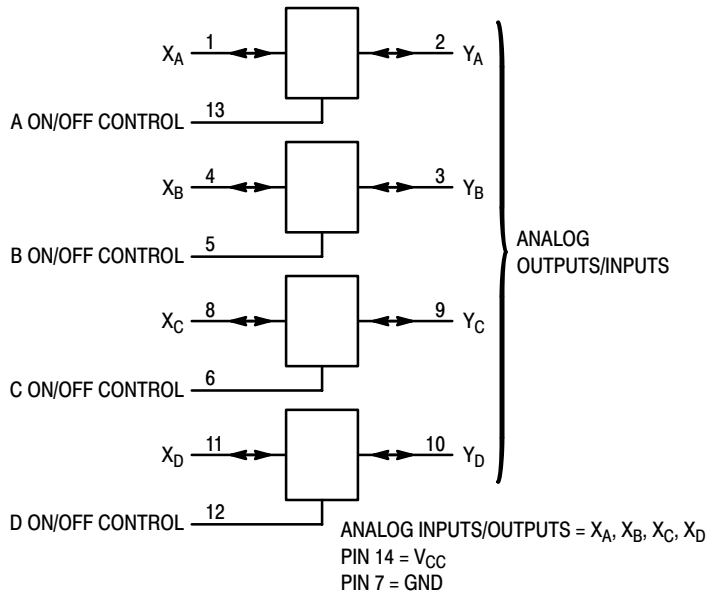 X_A 1 2 Y_A
A ON/OFF CONTROL 13
X_B 4 3 Y_B
B ON/OFF CONTROL 5
ANALOG
OUTPUTS/INPUTS
X_C 8 9 Y_C
C ON/OFF CONTROL 6
X_D 11 10 Y_D
D ON/OFF CONTROL 12
ANALOG INPUTS/OUTPUTS = X_A, X_B, X_C, X_D
PIN 14 = V_CC
PIN 7 = GND